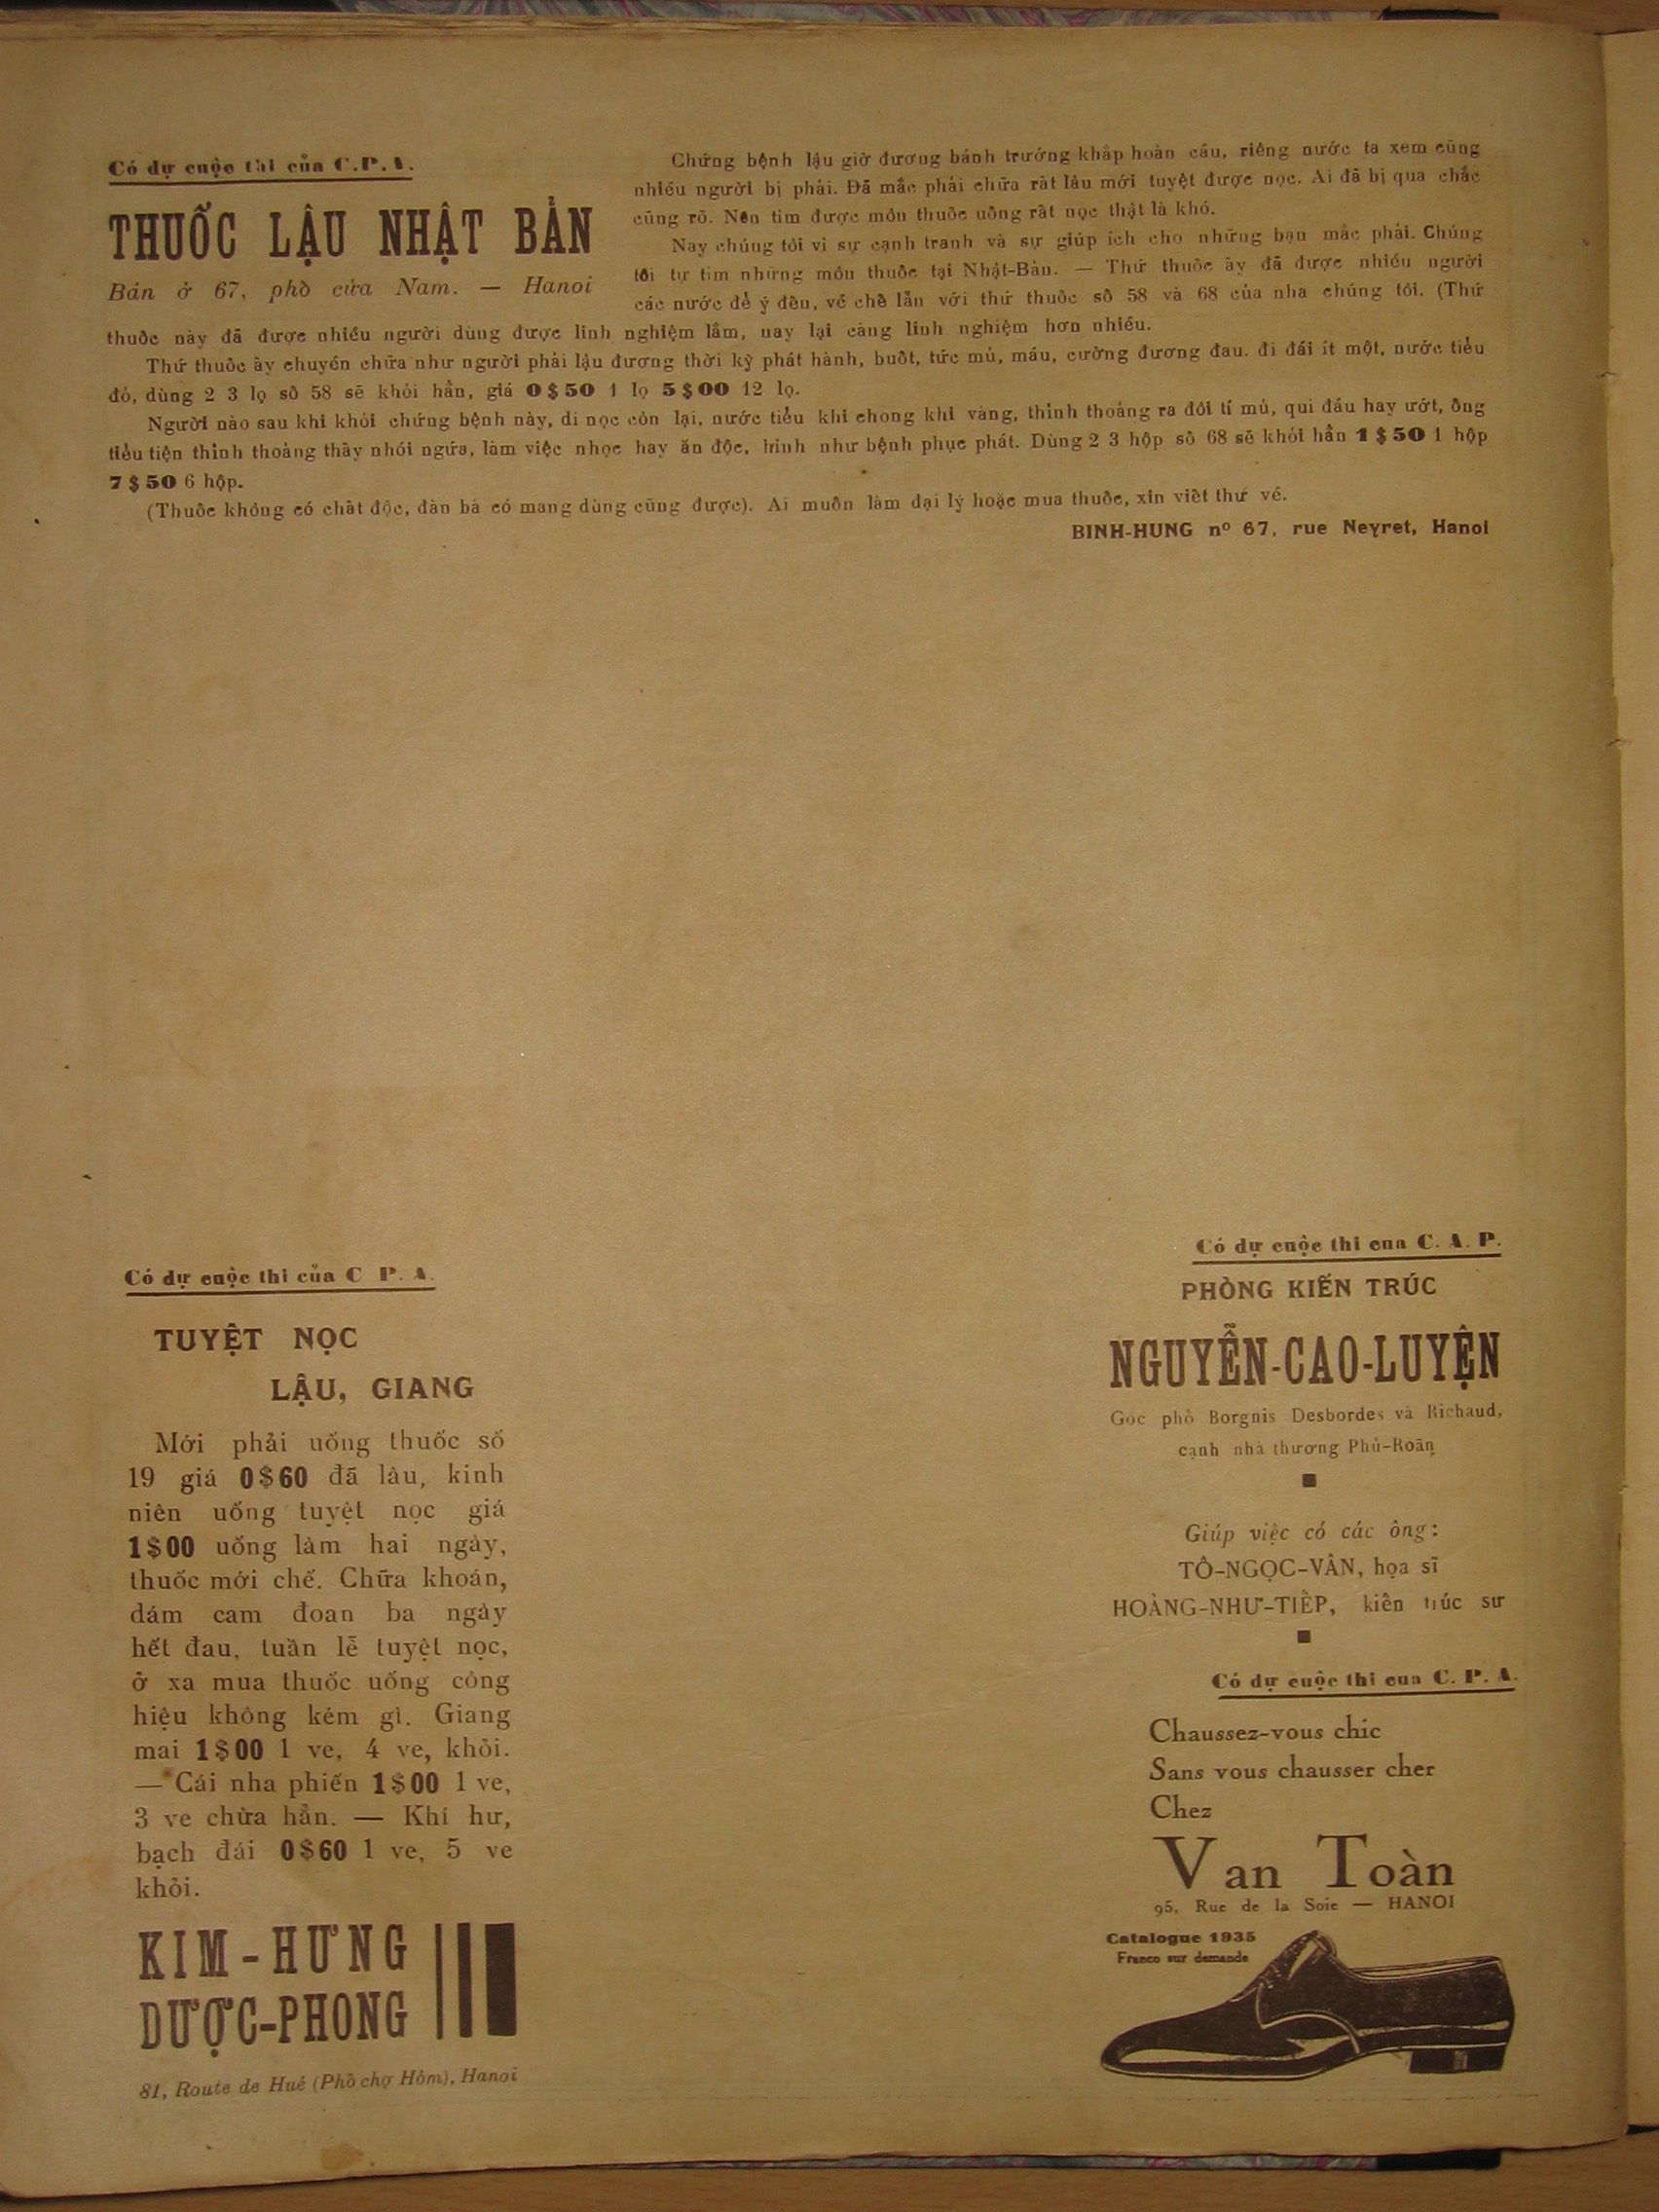 Có dự cuộc thi của C.P.A.
THUỐC LẬU NHẬT BẢN
Bán ở 67, phố cửa Nam. — Hanoi
Chứng bệnh lậu giờ đương bánh trướng khắp hoàn cầu, riêng nước ta xem cũng
nhiều người bị phải. Đã mắc phải chữa rất lâu mới tuyệt được nọc. Ai đã bị qua chắc
cũng rõ. Nên tìm được môn thuốc uống rất nọc thật là khó.
Nay chúng tôi vì sự cạnh tranh và sự giúp ích cho những bạn mắc phải. Chúng
tôi tự tìm những môn thuốc tại Nhật-Bản. — Thứ thuốc ấy đã được nhiều người
các nước để ý đến, về chế lẫn với thứ thuốc số 58 và 68 của nha chúng tôi. (Thứ
thuốc này đã được nhiều người dùng được linh nghiệm lắm, nay lại càng linh nghiệm hơn nhiều.
Thứ thuốc ấy chuyên chữa như người phải lậu đương thời kỳ phát hành, buốt, tức mủ, máu, cường đương đau. đi đái ít một, nước tiểu
đỏ, dùng 2 3 lọ số 58 sẽ khỏi hẳn, giá 0$50 1 lọ 5$00 12 lọ.
Người nào sau khi khỏi chứng bệnh này, di nọc còn lại, nước tiểu khi chong khi vàng, thỉnh thoảng ra đôi tí mủ, qui đầu hay ướt, ống
tiểu tiện thỉnh thoảng thấy nhói ngứa, làm việc nhọc hay ăn độc, hình như bệnh phục phát. Dùng 2 3 hộp số 68 sẽ khỏi hẳn 1$50 1 hộp
7$50 6 hộp.
(Thuốc không có chất độc, đàn bà có mang dùng cũng được). Ai muốn làm đại lý hoặc mua thuốc, xin viết thư về.
BINH-HUNG nº 67, rue Neyret, Hanoi
Có dự cuộc thi của C P. A.
TUYỆT NỌC
LẬU, GIANG
Mới phải uống thuốc số
19 giá 0$60 đã lâu, kinh
niên uống tuyệt nọc giá
1$00 uống làm hai ngày,
thuốc mới chế. Chữa khoán,
dám cam đoan ba ngày
hết đau, tuần lễ tuyệt nọc,
ở xa mua thuốc uống công
hiệu không kém gì. Giang
mai 1$00 1 ve, 4 ve, khỏi.
— Cái nha phiến 1$00 1 ve,
3 ve chừa hẳn. — Khí hư,
bạch đái 0$60 1 ve, 5 ve
khỏi.
KIM-HƯNG
DƯỢC-PHONG
81, Route de Hué (Phố chợ Hôm), Hanoi
Có dự cuộc thi cua C. A. P.
PHÒNG KIẾN TRÚC
NGUYỄN-CAO-LUYỆN
Góc phố Borgnis Desbordes và Richaud,
cạnh nhà thương Phủ-Roãn
Giúp việc có các ông:
TÔ-NGỌC-VÂN, họa sĩ
HOÀNG-NHƯ-TIẾP, kiến trúc sư
Có dự cuộc thi cua C. P. A.
Chaussez-vous chic
Sans vous chausser cher
Chez
Van Toàn
95, Rue de la Soie — HANOI
Catalogue 1935
Franco sur demande